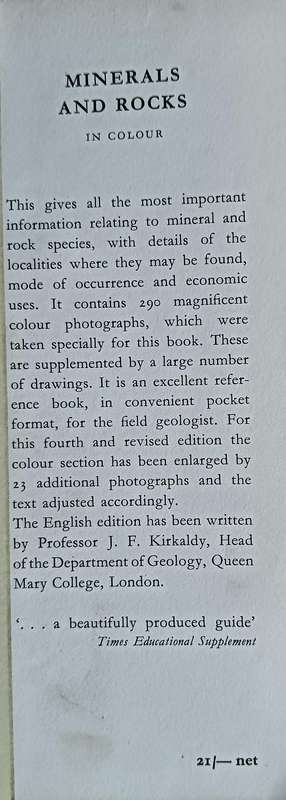 MINERALS
AND ROCKS
IN COLOUR
This gives all the most important
information relating to mineral and
rock species, with details of the
localities where they may be found,
mode of occurrence and economic
uses. It contains 290 magnificent
colour photographs, which were
taken specially for this book. These
are supplemented by a large number
of drawings. It is an excellent refer-
ence book, in convenient pocket
format, for the field geologist. For
this fourth and revised edition the
colour section has been enlarged by
23 additional photographs and the
text adjusted accordingly.
The English edition has been written
by Professor J. F. Kirkaldy, Head
of the Department of Geology, Queen
Mary College, London.
‘. . . a beautifully produced guide’
Times Educational Supplement
21/— net